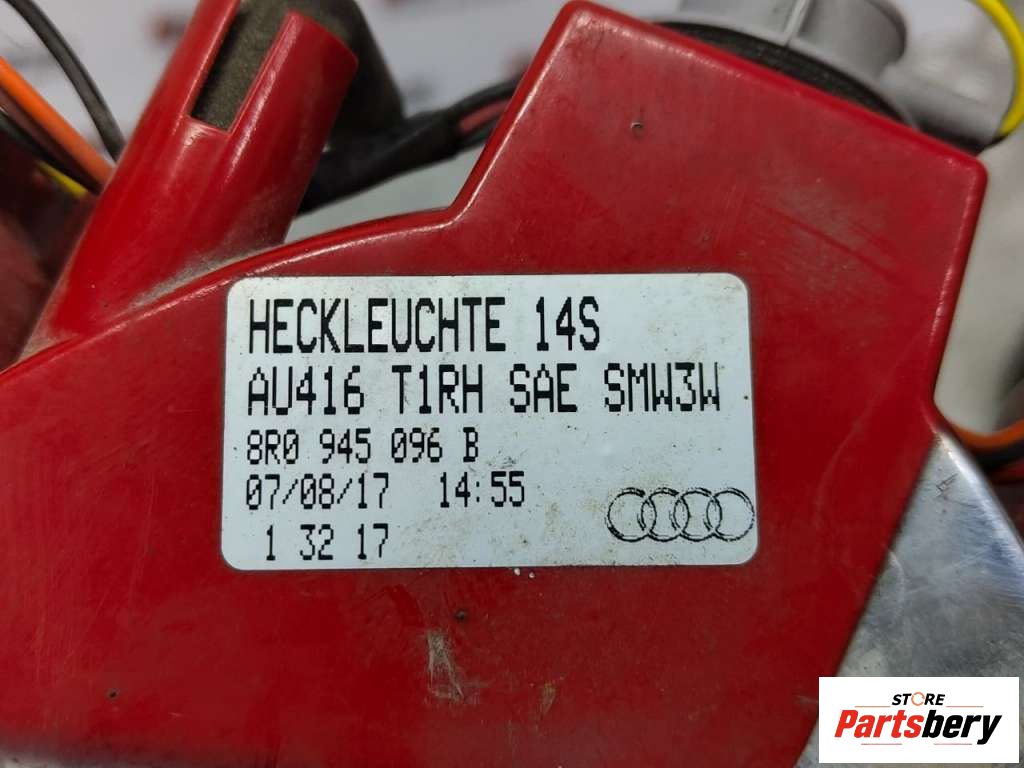 HECKLEUCHTE 14S
AU416 T1RH SAE SMW3W
8R0 945 096 B
07/08/17 14:55
1 32 17
STORE
Partsbery